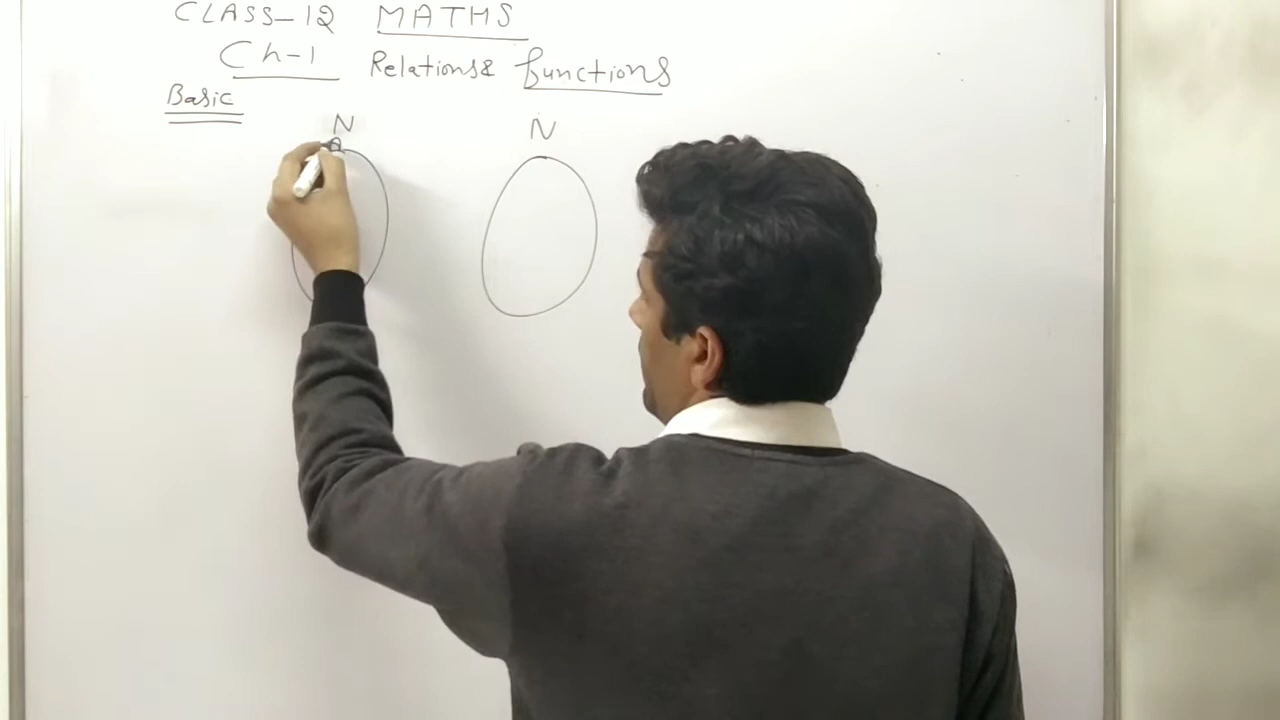 CLASS-12 MATHS
Ch-1 Relations & functions
Basic
N N
A